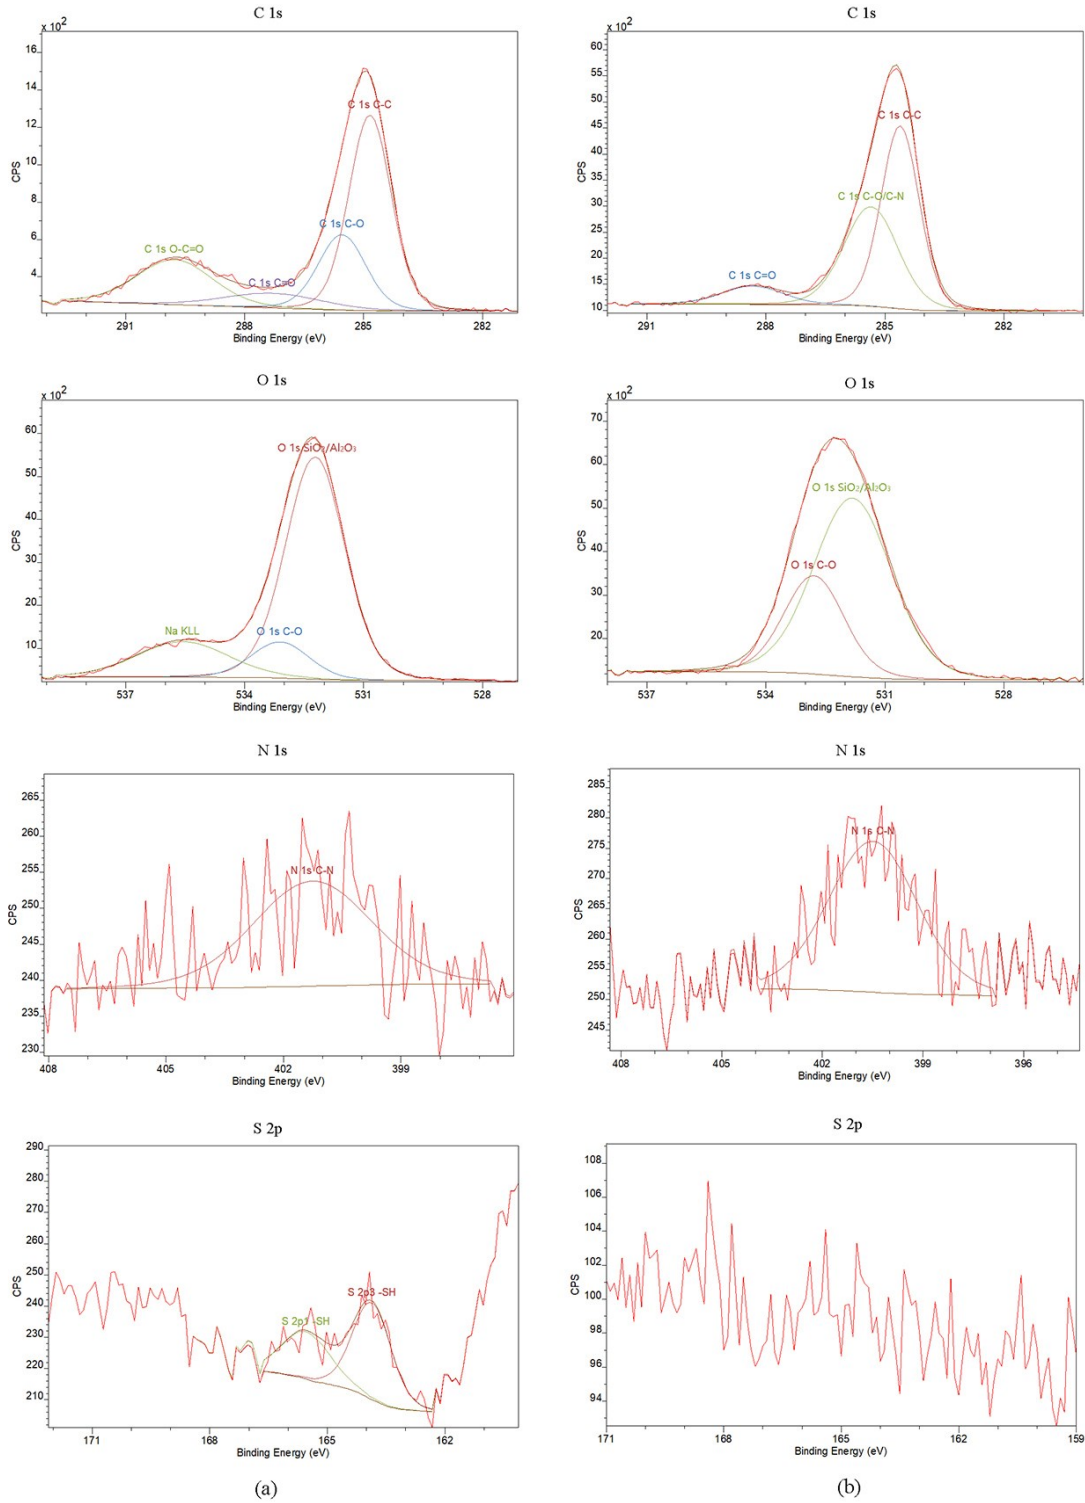 C 1s
x 10²
16
14
12
10
8
6
4
CPS
C 1s C-C
C 1s C-O
C 1s O-C=O
C 1s C=O
291 288 285 282
Binding Energy (eV)
C 1s
x 10²
60
55
50
45
40
35
30
25
20
15
10
CPS
C 1s C-C
C 1s C-O/C-N
C 1s C=O
291 288 285 282
Binding Energy (eV)
O 1s
x 10²
60
50
40
30
20
10
CPS
O 1s SiO₂/Al₂O₃
Na KLL
O 1s C-O
537 534 531 528
Binding Energy (eV)
O 1s
x 10²
70
60
50
40
30
20
CPS
O 1s SiO₂/Al₂O₃
O 1s C-O
537 534 531 528
Binding Energy (eV)
N 1s
265
260
255
250
245
240
235
230
CPS
N 1s C-N
408 405 402 399
Binding Energy (eV)
N 1s
285
280
275
270
265
260
255
250
245
CPS
N 1s C-N
408 405 402 399 396
Binding Energy (eV)
S 2p
290
280
270
260
250
240
230
220
210
CPS
S 2p3 -SH
S 2p1 -SH
171 168 165 162
Binding Energy (eV)
S 2p
108
106
104
102
100
98
96
94
CPS
171 168 165 162 159
Binding Energy (eV)
(a)
(b)